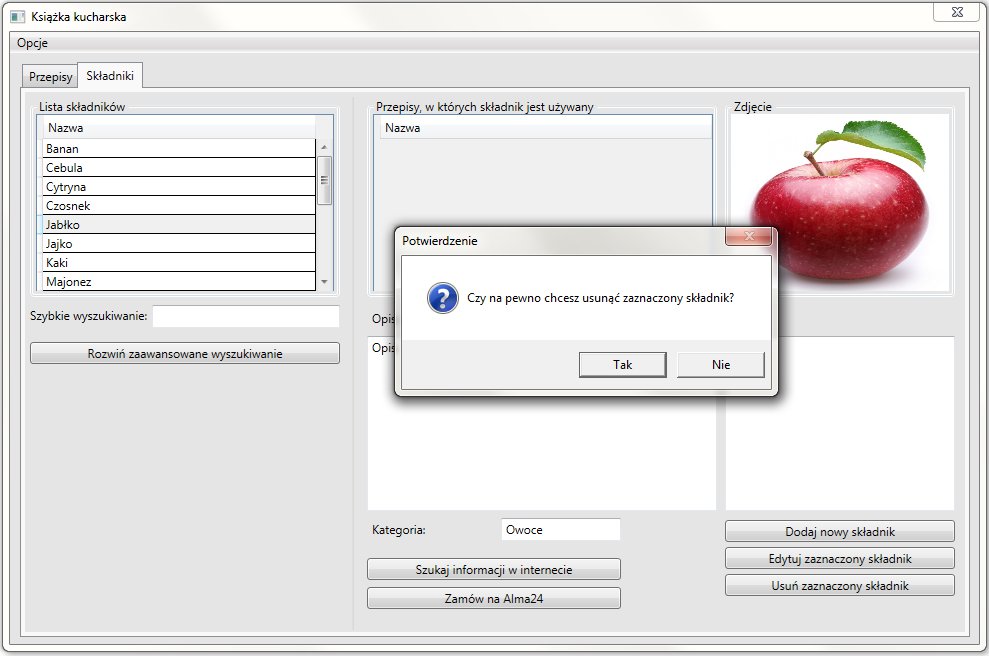 Książka kucharska
Opcje
Przepisy
Składniki
Lista składników
Nazwa
Banan
Cebula
Cytryna
Czosnek
Jabłko
Jajko
Kaki
Majonez
Szybkie wyszukiwanie:
Rozwiń zaawansowane wyszukiwanie
Przepisy, w których składnik jest używany
Nazwa
Zdjęcie
Potwierdzenie
Czy na pewno chcesz usunąć zaznaczony składnik?
Tak
Nie
Opis
Opis
Kategoria:
Owoce
Szukaj informacji w internecie
Zamów na Alma24
Dodaj nowy składnik
Edytuj zaznaczony składnik
Usuń zaznaczony składnik